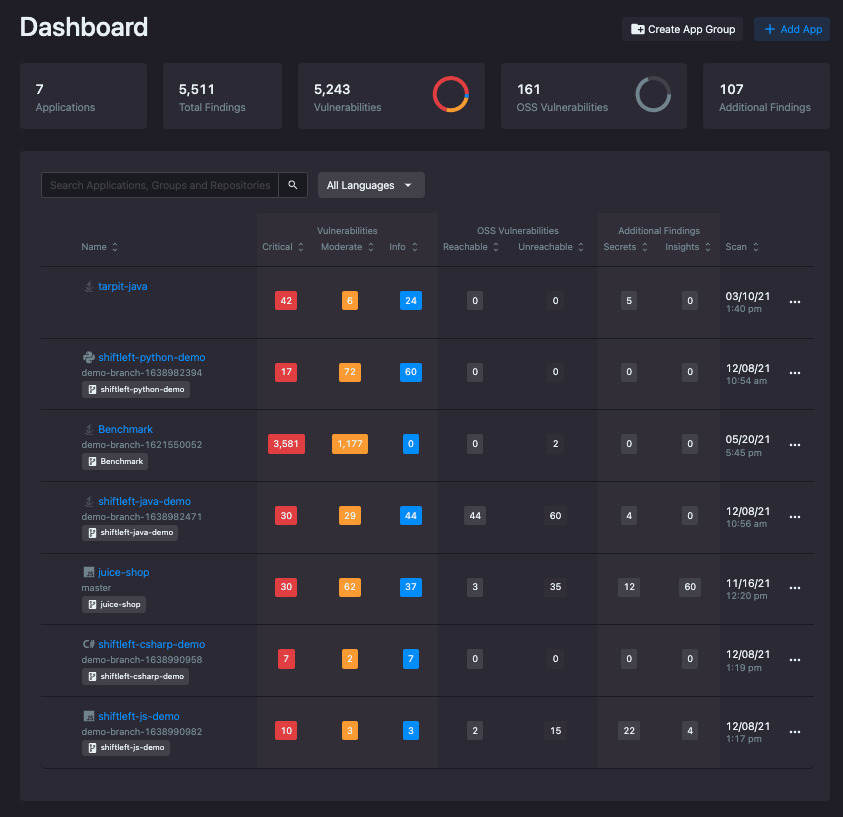 Dashboard
Create App Group
+ Add App
7
Applications
5,511
Total Findings
5,243
Vulnerabilities
161
OSS Vulnerabilities
107
Additional Findings
Search Applications, Groups and Repositories
All Languages
Vulnerabilities OSS Vulnerabilities Additional Findings
Name Critical Moderate Info Reachable Unreachable Secrets Insights Scan
tarpit-java
42 6 24 0 0 5 0 03/10/21
1:40 pm
shiftleft-python-demo
demo-branch-1638982394
shiftleft-python-demo
17 72 60 0 0 0 0 12/08/21
10:54 am
Benchmark
demo-branch-1621550052
Benchmark
3,581 1,177 0 0 2 0 0 05/20/21
5:45 pm
shiftleft-java-demo
demo-branch-1638982471
shiftleft-java-demo
30 29 44 44 60 4 0 12/08/21
10:56 am
juice-shop
master
juice-shop
30 62 37 3 35 12 60 11/16/21
12:20 pm
C# shiftleft-csharp-demo
demo-branch-1638990958
shiftleft-csharp-demo
7 2 7 0 0 0 0 12/08/21
1:19 pm
shiftleft-js-demo
demo-branch-1638990982
shiftleft-js-demo
10 3 3 2 15 22 4 12/08/21
1:17 pm